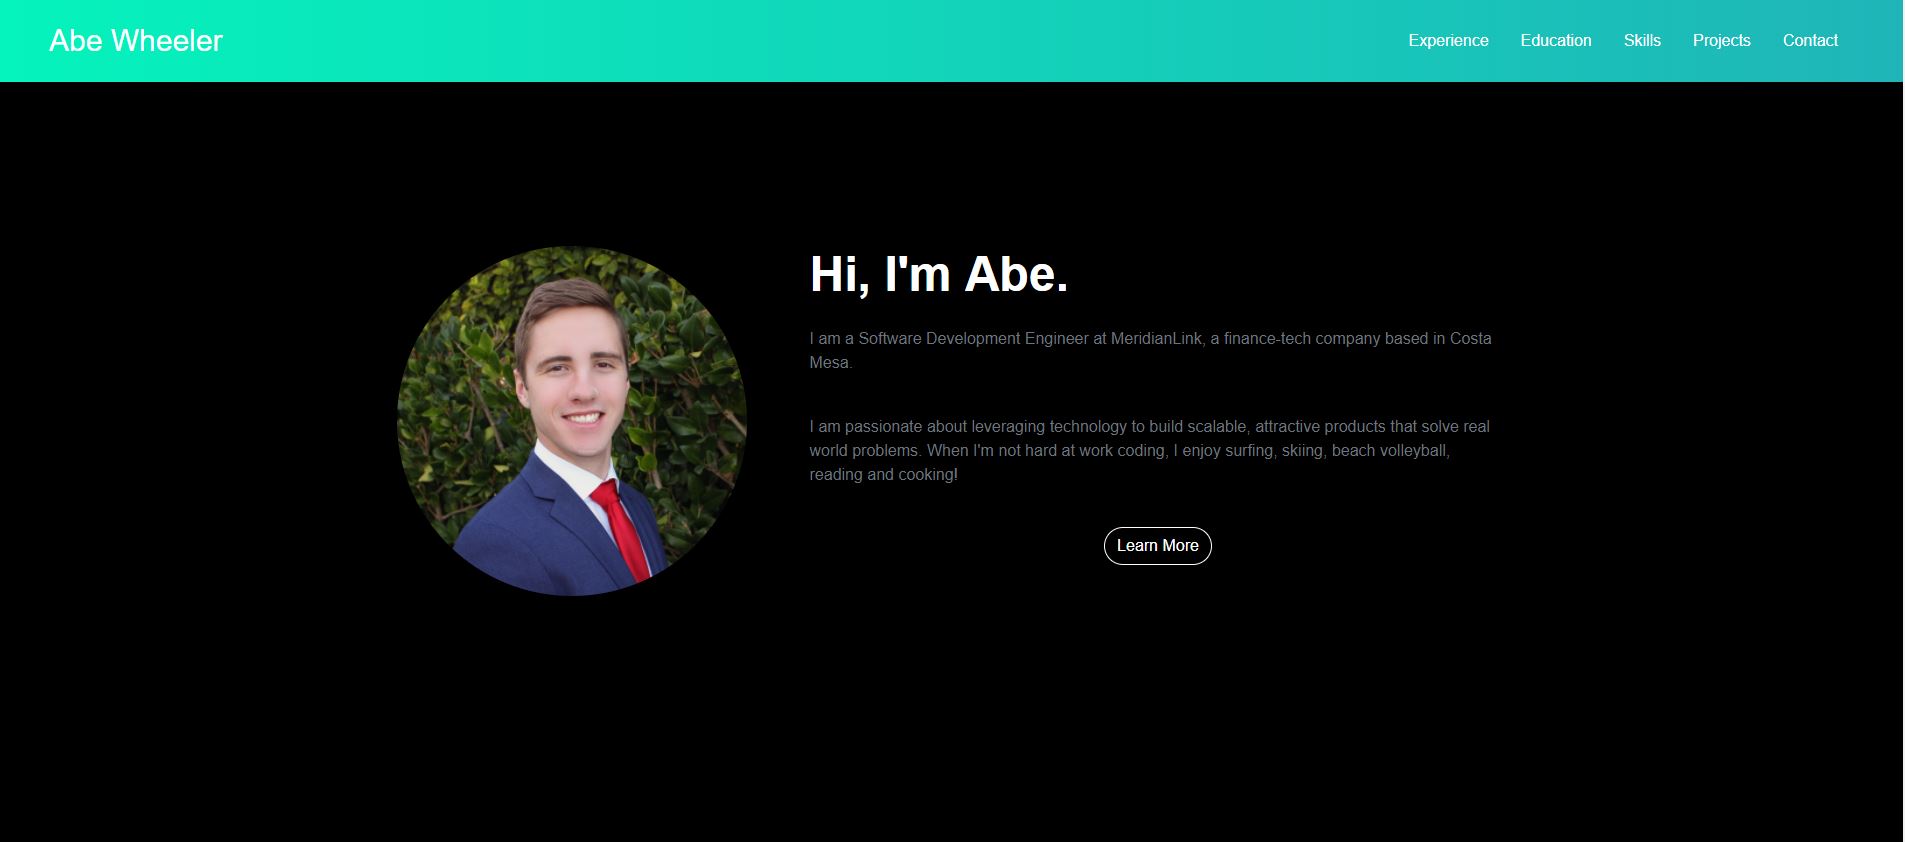 Abe Wheeler
Experience
Education
Skills
Projects
Contact
Hi, I'm Abe.
I am a Software Development Engineer at MeridianLink, a finance-tech company based in Costa
Mesa.
I am passionate about leveraging technology to build scalable, attractive products that solve real
world problems. When I'm not hard at work coding, I enjoy surfing, skiing, beach volleyball,
reading and cooking!
Learn More